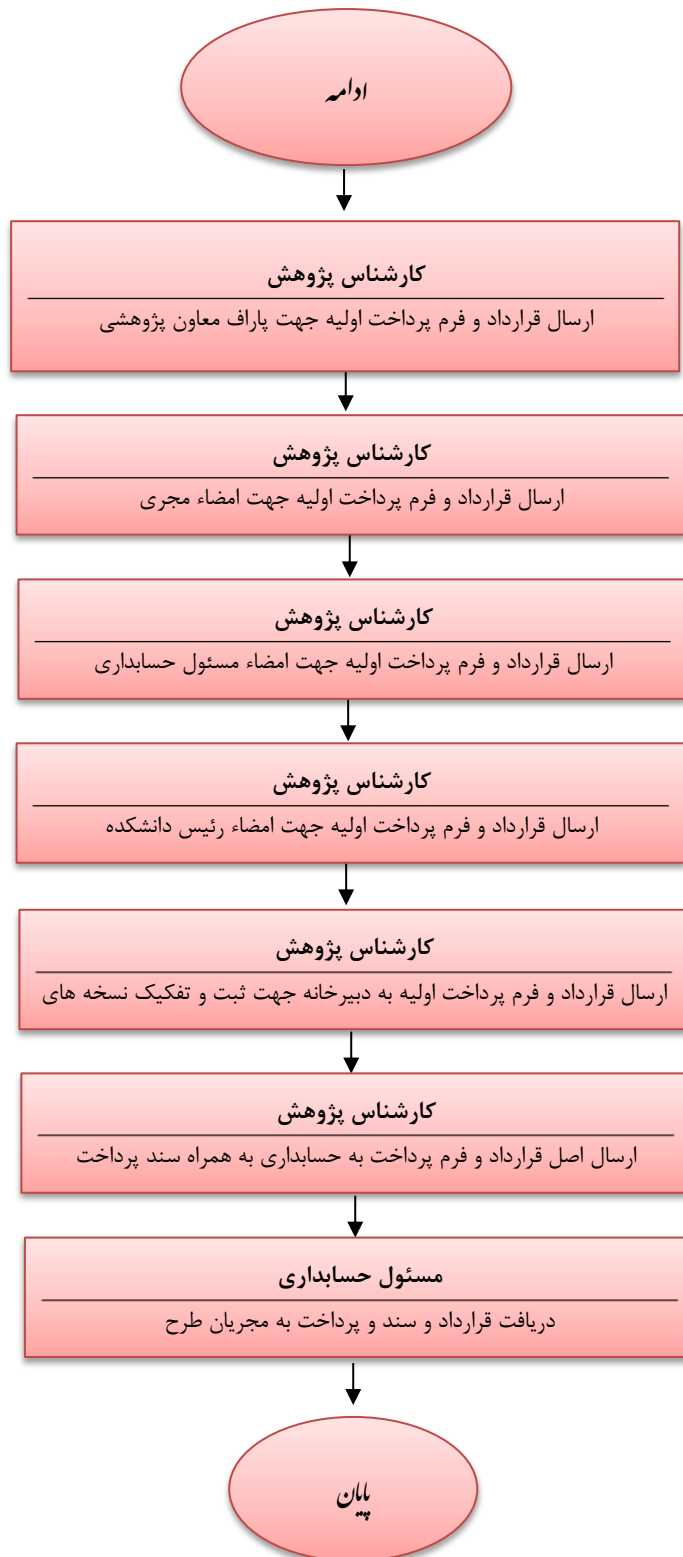 ادامه
کارشناس پژوهش
ارسال قرارداد و فرم پرداخت اولیه جهت پاراف معاون پژوهشی
کارشناس پژوهش
ارسال قرارداد و فرم پرداخت اولیه جهت امضاء مجری
کارشناس پژوهش
ارسال قرارداد و فرم پرداخت اولیه جهت امضاء مسئول حسابداری
کارشناس پژوهش
ارسال قرارداد و فرم پرداخت اولیه جهت امضاء رئیس دانشکده
کارشناس پژوهش
ارسال قرارداد و فرم پرداخت اولیه به دبیرخانه جهت ثبت و تفکیک نسخه های
کارشناس پژوهش
ارسال اصل قرارداد و فرم پرداخت به حسابداری به همراه سند پرداخت
مسئول حسابداری
دریافت قرارداد و سند و پرداخت به مجریان طرح
پایان